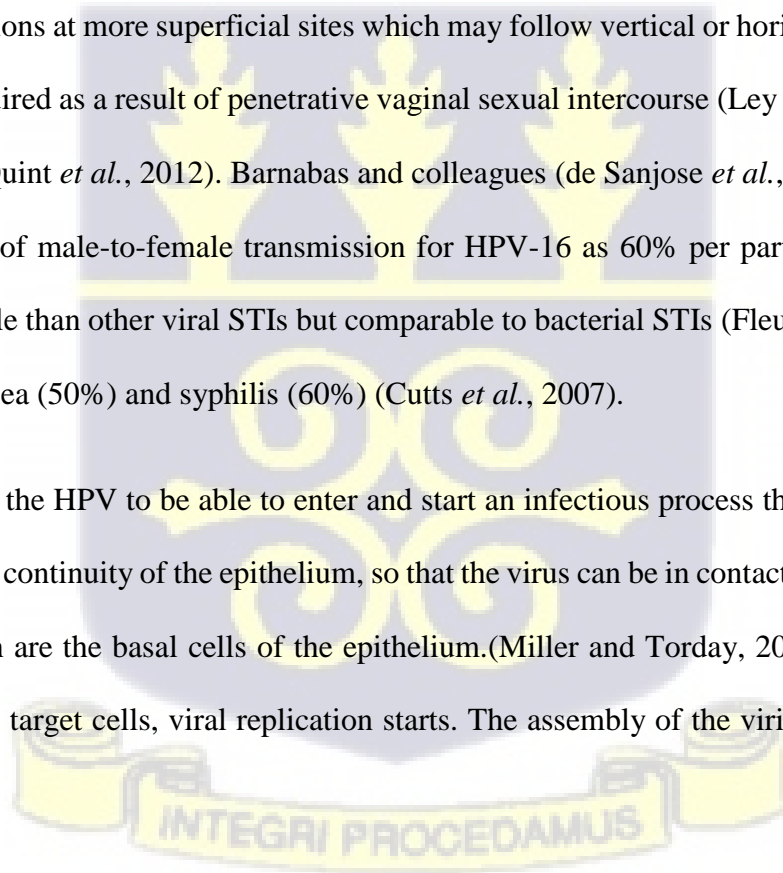 ions at more superficial sites which may follow vertical or hori
ired as a result of penetrative vaginal sexual intercourse (Ley
uint et al., 2012). Barnabas and colleagues (de Sanjose et al.,
of male-to-female transmission for HPV-16 as 60% per par
le than other viral STIs but comparable to bacterial STIs (Fleu
ea (50%) and syphilis (60%) (Cutts et al., 2007).
the HPV to be able to enter and start an infectious process th
continuity of the epithelium, so that the virus can be in contact
are the basal cells of the epithelium.(Miller and Torday, 20
target cells, viral replication starts. The assembly of the viri
INTEGRI PROCEDAMUS